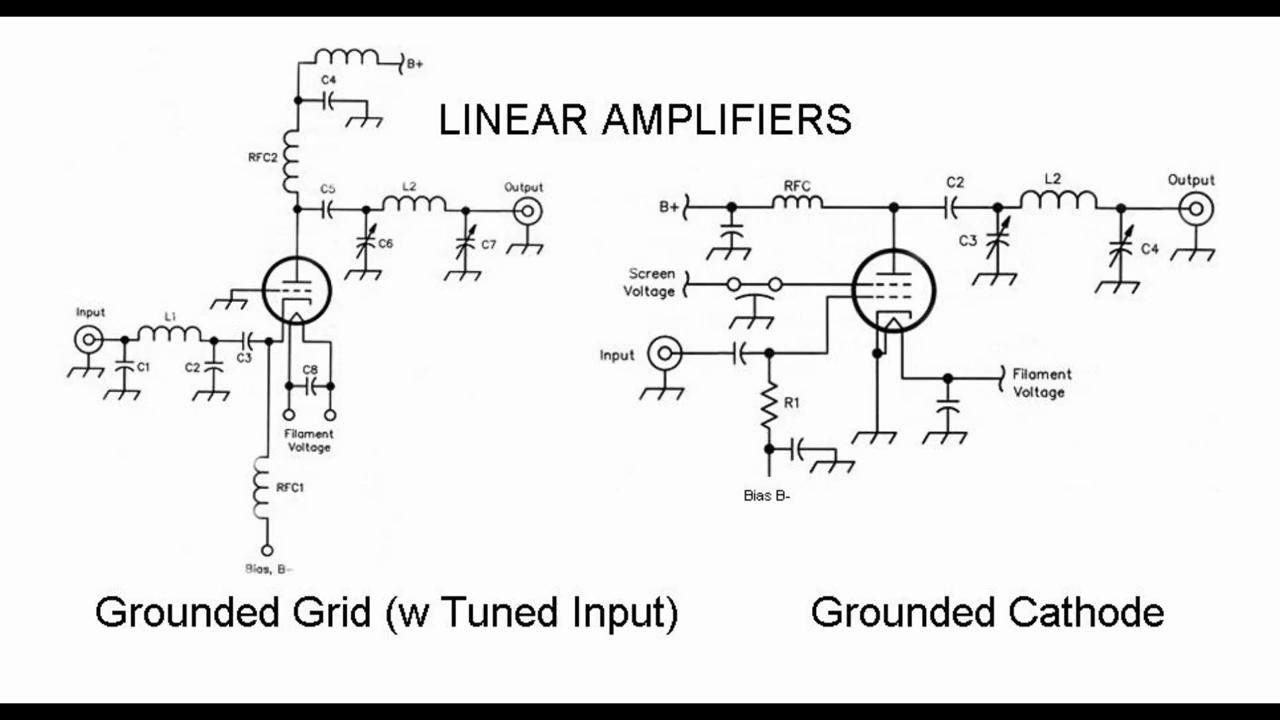 LINEAR AMPLIFIERS
B+
C4
RFC2
C5
L2
Output
C6
C7
Input
L1
C1
C2
C3
C8
Filament
Voltage
RFC1
Bias, B-
Grounded Grid (w Tuned Input)
B+
RFC
C2
L2
Output
C3
C4
Screen
Voltage
Input
R1
Filament
Voltage
Bias B-
Grounded Cathode